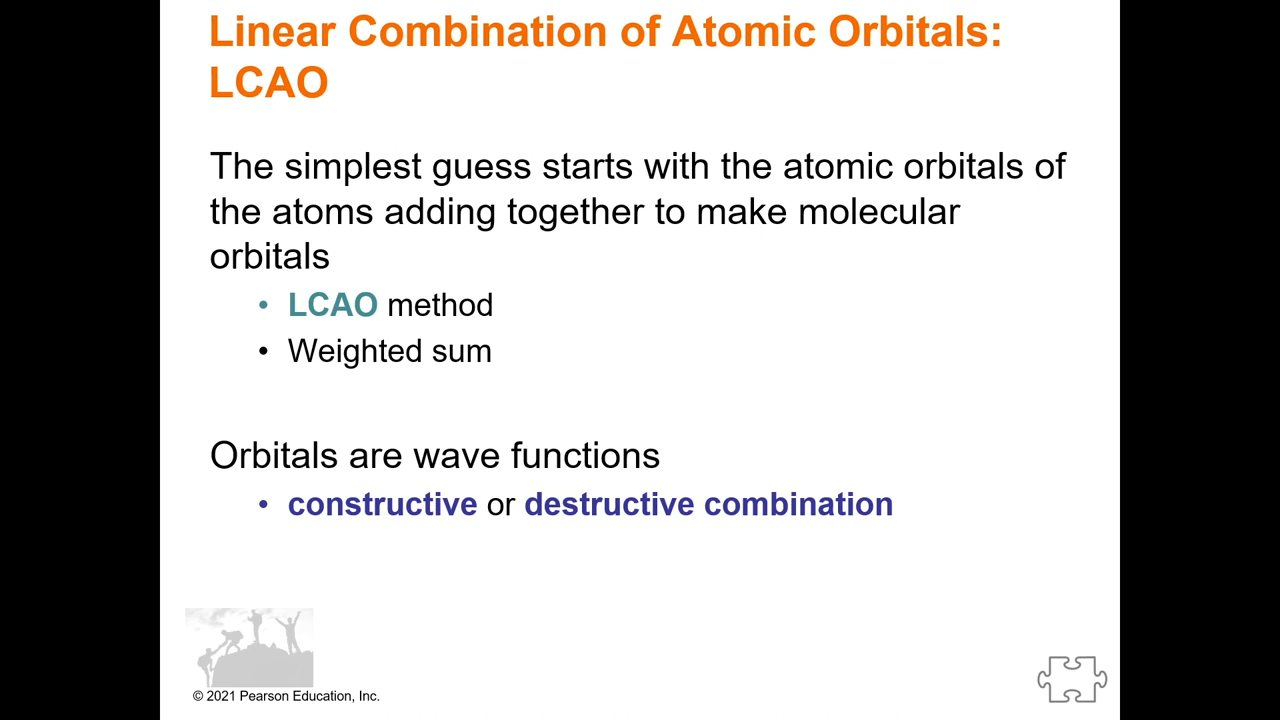 Linear Combination of Atomic Orbitals:
LCAO
The simplest guess starts with the atomic orbitals of
the atoms adding together to make molecular
orbitals
• LCAO method
• Weighted sum
Orbitals are wave functions
• constructive or destructive combination
© 2021 Pearson Education, Inc.